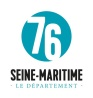 76
SEINE-MARITIME
• LE DÉPARTEMENT •